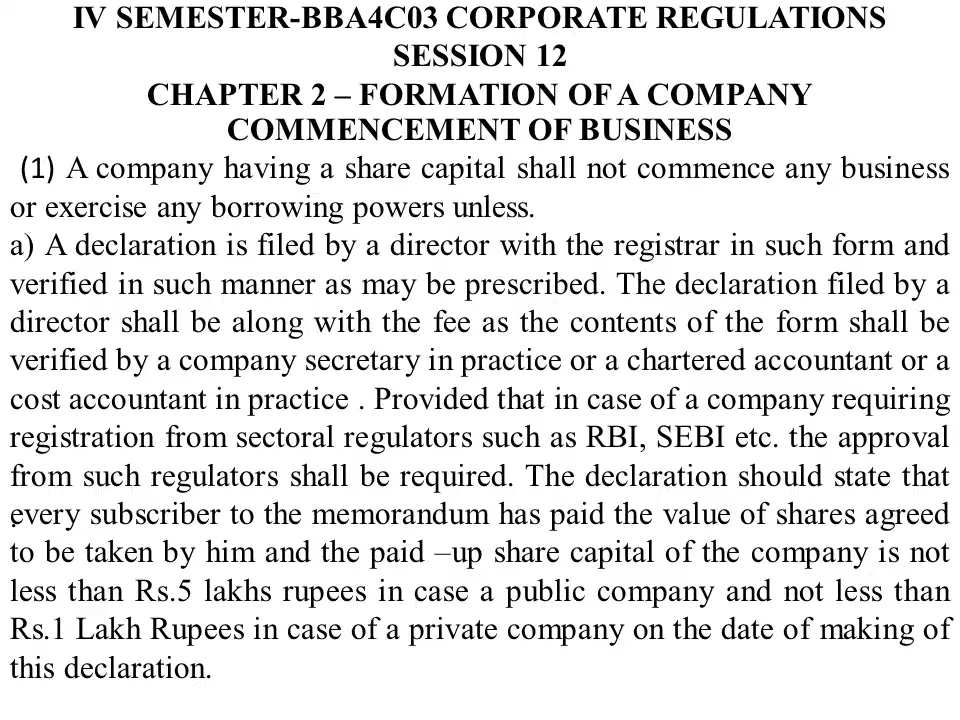 IV SEMESTER-BBA4C03 CORPORATE REGULATIONS
SESSION 12
CHAPTER 2 – FORMATION OF A COMPANY
COMMENCEMENT OF BUSINESS
(1) A company having a share capital shall not commence any business
or exercise any borrowing powers unless.
a) A declaration is filed by a director with the registrar in such form and
verified in such manner as may be prescribed. The declaration filed by a
director shall be along with the fee as the contents of the form shall be
verified by a company secretary in practice or a chartered accountant or a
cost accountant in practice . Provided that in case of a company requiring
registration from sectoral regulators such as RBI, SEBI etc. the approval
from such regulators shall be required. The declaration should state that
every subscriber to the memorandum has paid the value of shares agreed
to be taken by him and the paid –up share capital of the company is not
less than Rs.5 lakhs rupees in case a public company and not less than
Rs.1 Lakh Rupees in case of a private company on the date of making of
this declaration.